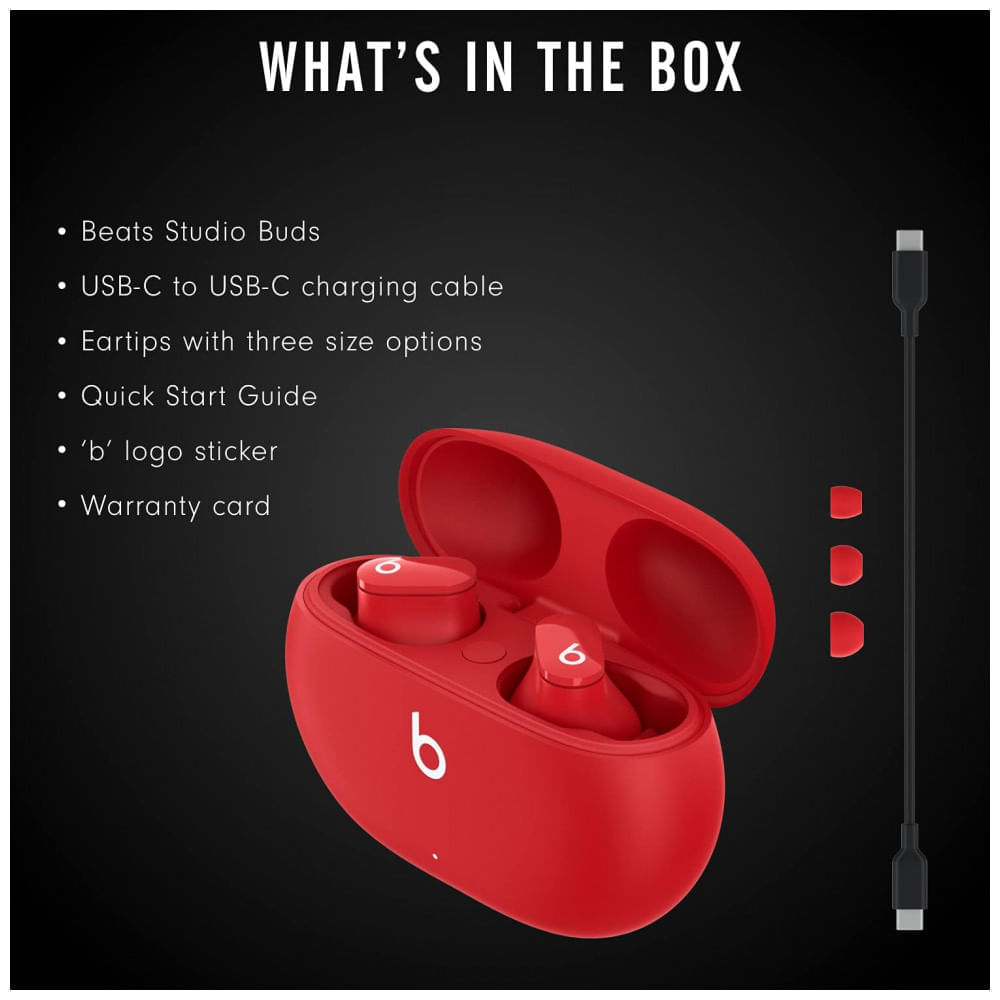 WHAT’S IN THE BOX
• Beats Studio Buds
• USB-C to USB-C charging cable
• Eartips with three size options
• Quick Start Guide
• ‘b’ logo sticker
• Warranty card
b
b
b